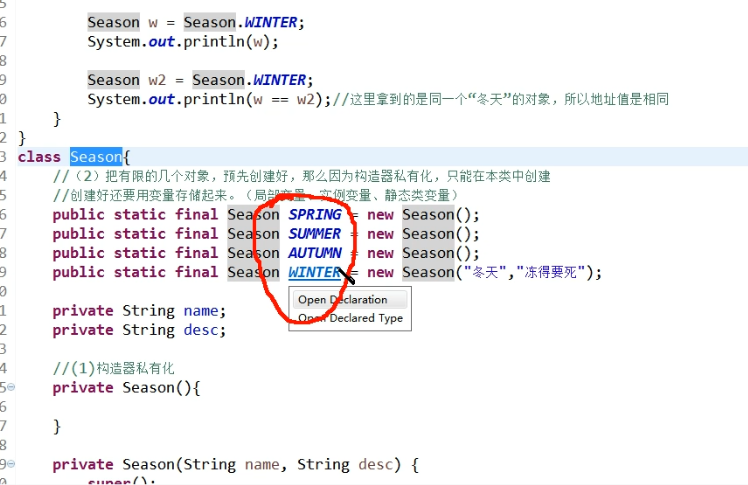 6 Season w = Season.WINTER;
7 System.out.println(w);
8
9 Season w2 = Season.WINTER;
0 System.out.println(w == w2);//这里拿到的是同一个“冬天”的对象，所以地址值是相同
1 }
2 }
3 class Season{
4 //（2）把有限的几个对象，预先创建好，那么因为构造器私有化，只能在本类中创建
5 //创建好还要用变量存储起来。（局部变量、实例变量、静态类变量）
6 public static final Season SPRING = new Season();
7 public static final Season SUMMER = new Season();
8 public static final Season AUTUMN = new Season();
9 public static final Season WINTER = new Season("冬天","冻得要死");
0
Open Declaration
1 private String name;
Open Declared Type
2 private String desc;
3
4 //(1)构造器私有化
5 private Season(){
6
7 }
8
9 private Season(String name, String desc) {
0 super();